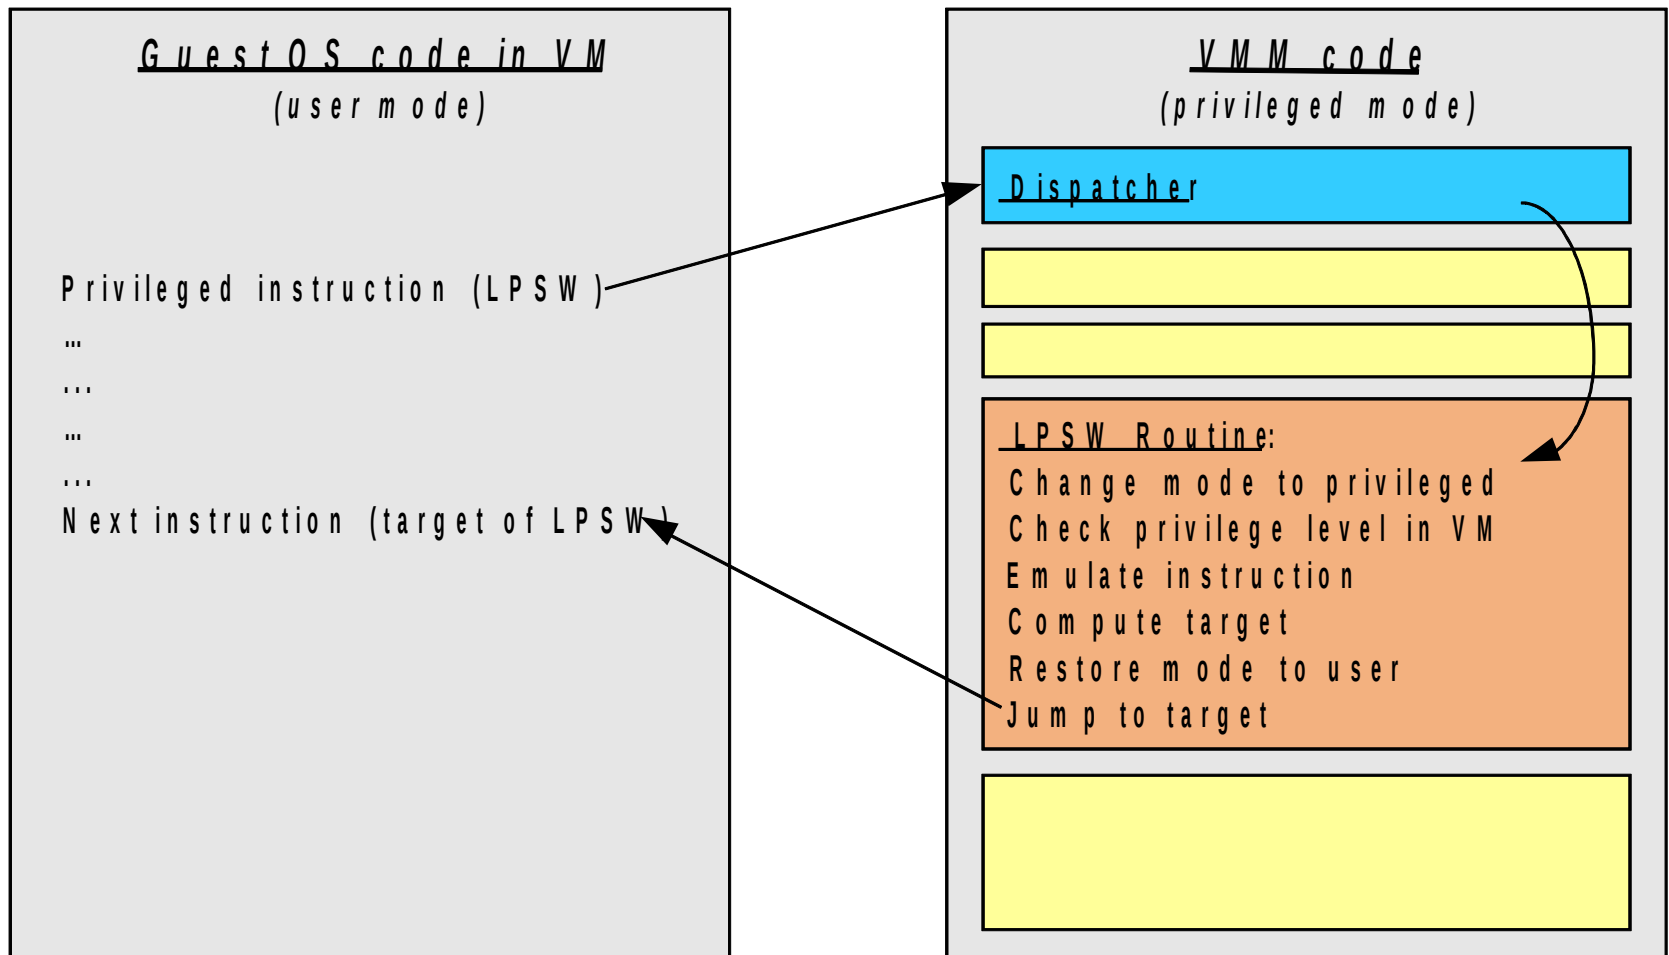 GuestOS code in VM
(user mode)
Privileged instruction (LPSW)
...
...
...
...
Next instruction (target of LPSW)
VMM code
(privileged mode)
Dispatcher
LPSW Routine:
Change mode to privileged
Check privilege level in VM
Emulate instruction
Compute target
Restore mode to user
Jump to target